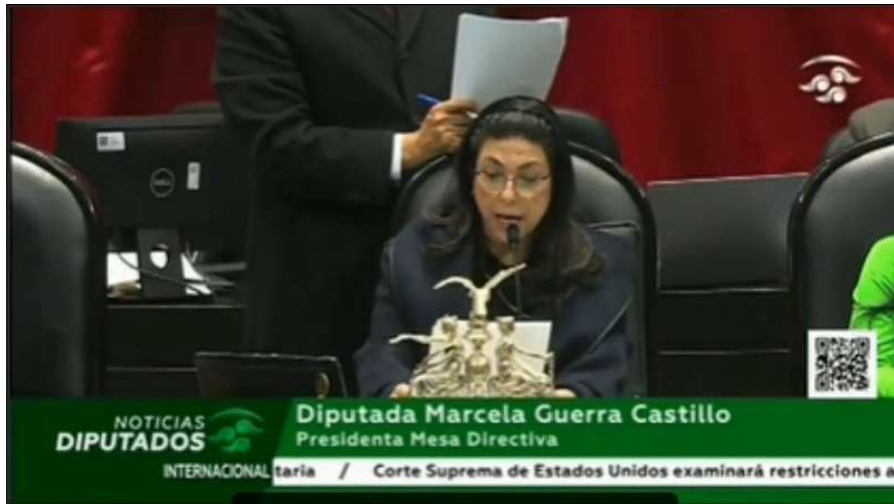 DELL
Diputada Marcela Guerra Castillo
NOTICIAS
DIPUTADOS
Presidenta Mesa Directiva
INTERNACIONAL taria / Corte Suprema de Estados Unidos examinará restricciones a